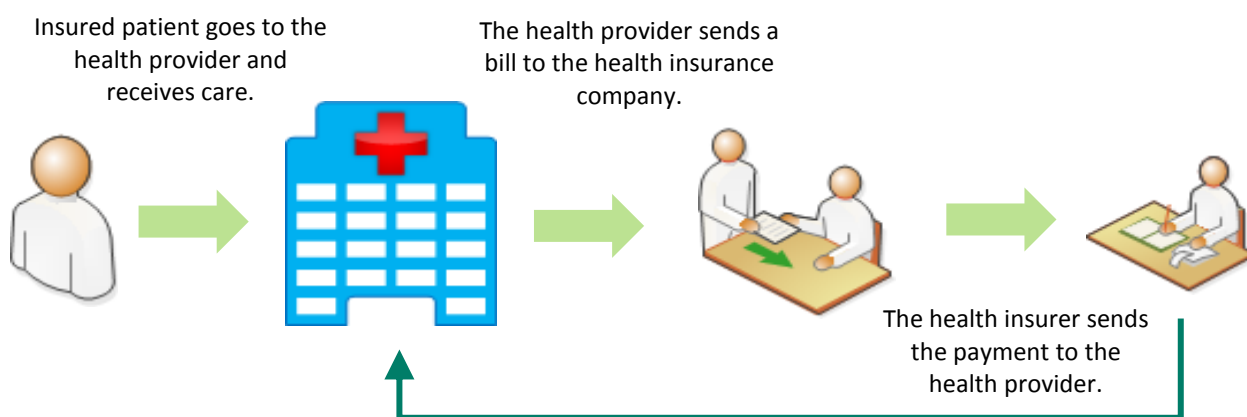 Insured patient goes to the
health provider and
receives care.
The health provider sends a
bill to the health insurance
company.
The health insurer sends
the payment to the
health provider.